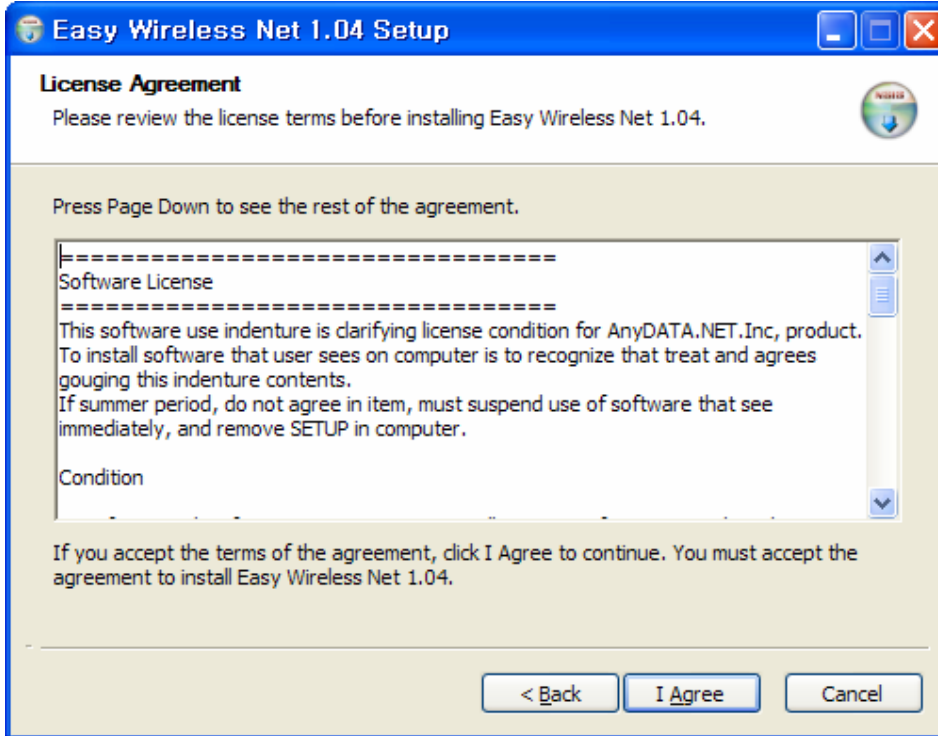 Easy Wireless Net 1.04 Setup
License Agreement
Please review the license terms before installing Easy Wireless Net 1.04.
NSIS
Press Page Down to see the rest of the agreement.
=================================
Software License
=================================
This software use indenture is clarifying license condition for AnyDATA.NET.Inc, product.
To install software that user sees on computer is to recognize that treat and agrees
gouging this indenture contents.
If summer period, do not agree in item, must suspend use of software that see
immediately, and remove SETUP in computer.
Condition
If you accept the terms of the agreement, click I Agree to continue. You must accept the
agreement to install Easy Wireless Net 1.04.
< Back
I Agree
Cancel